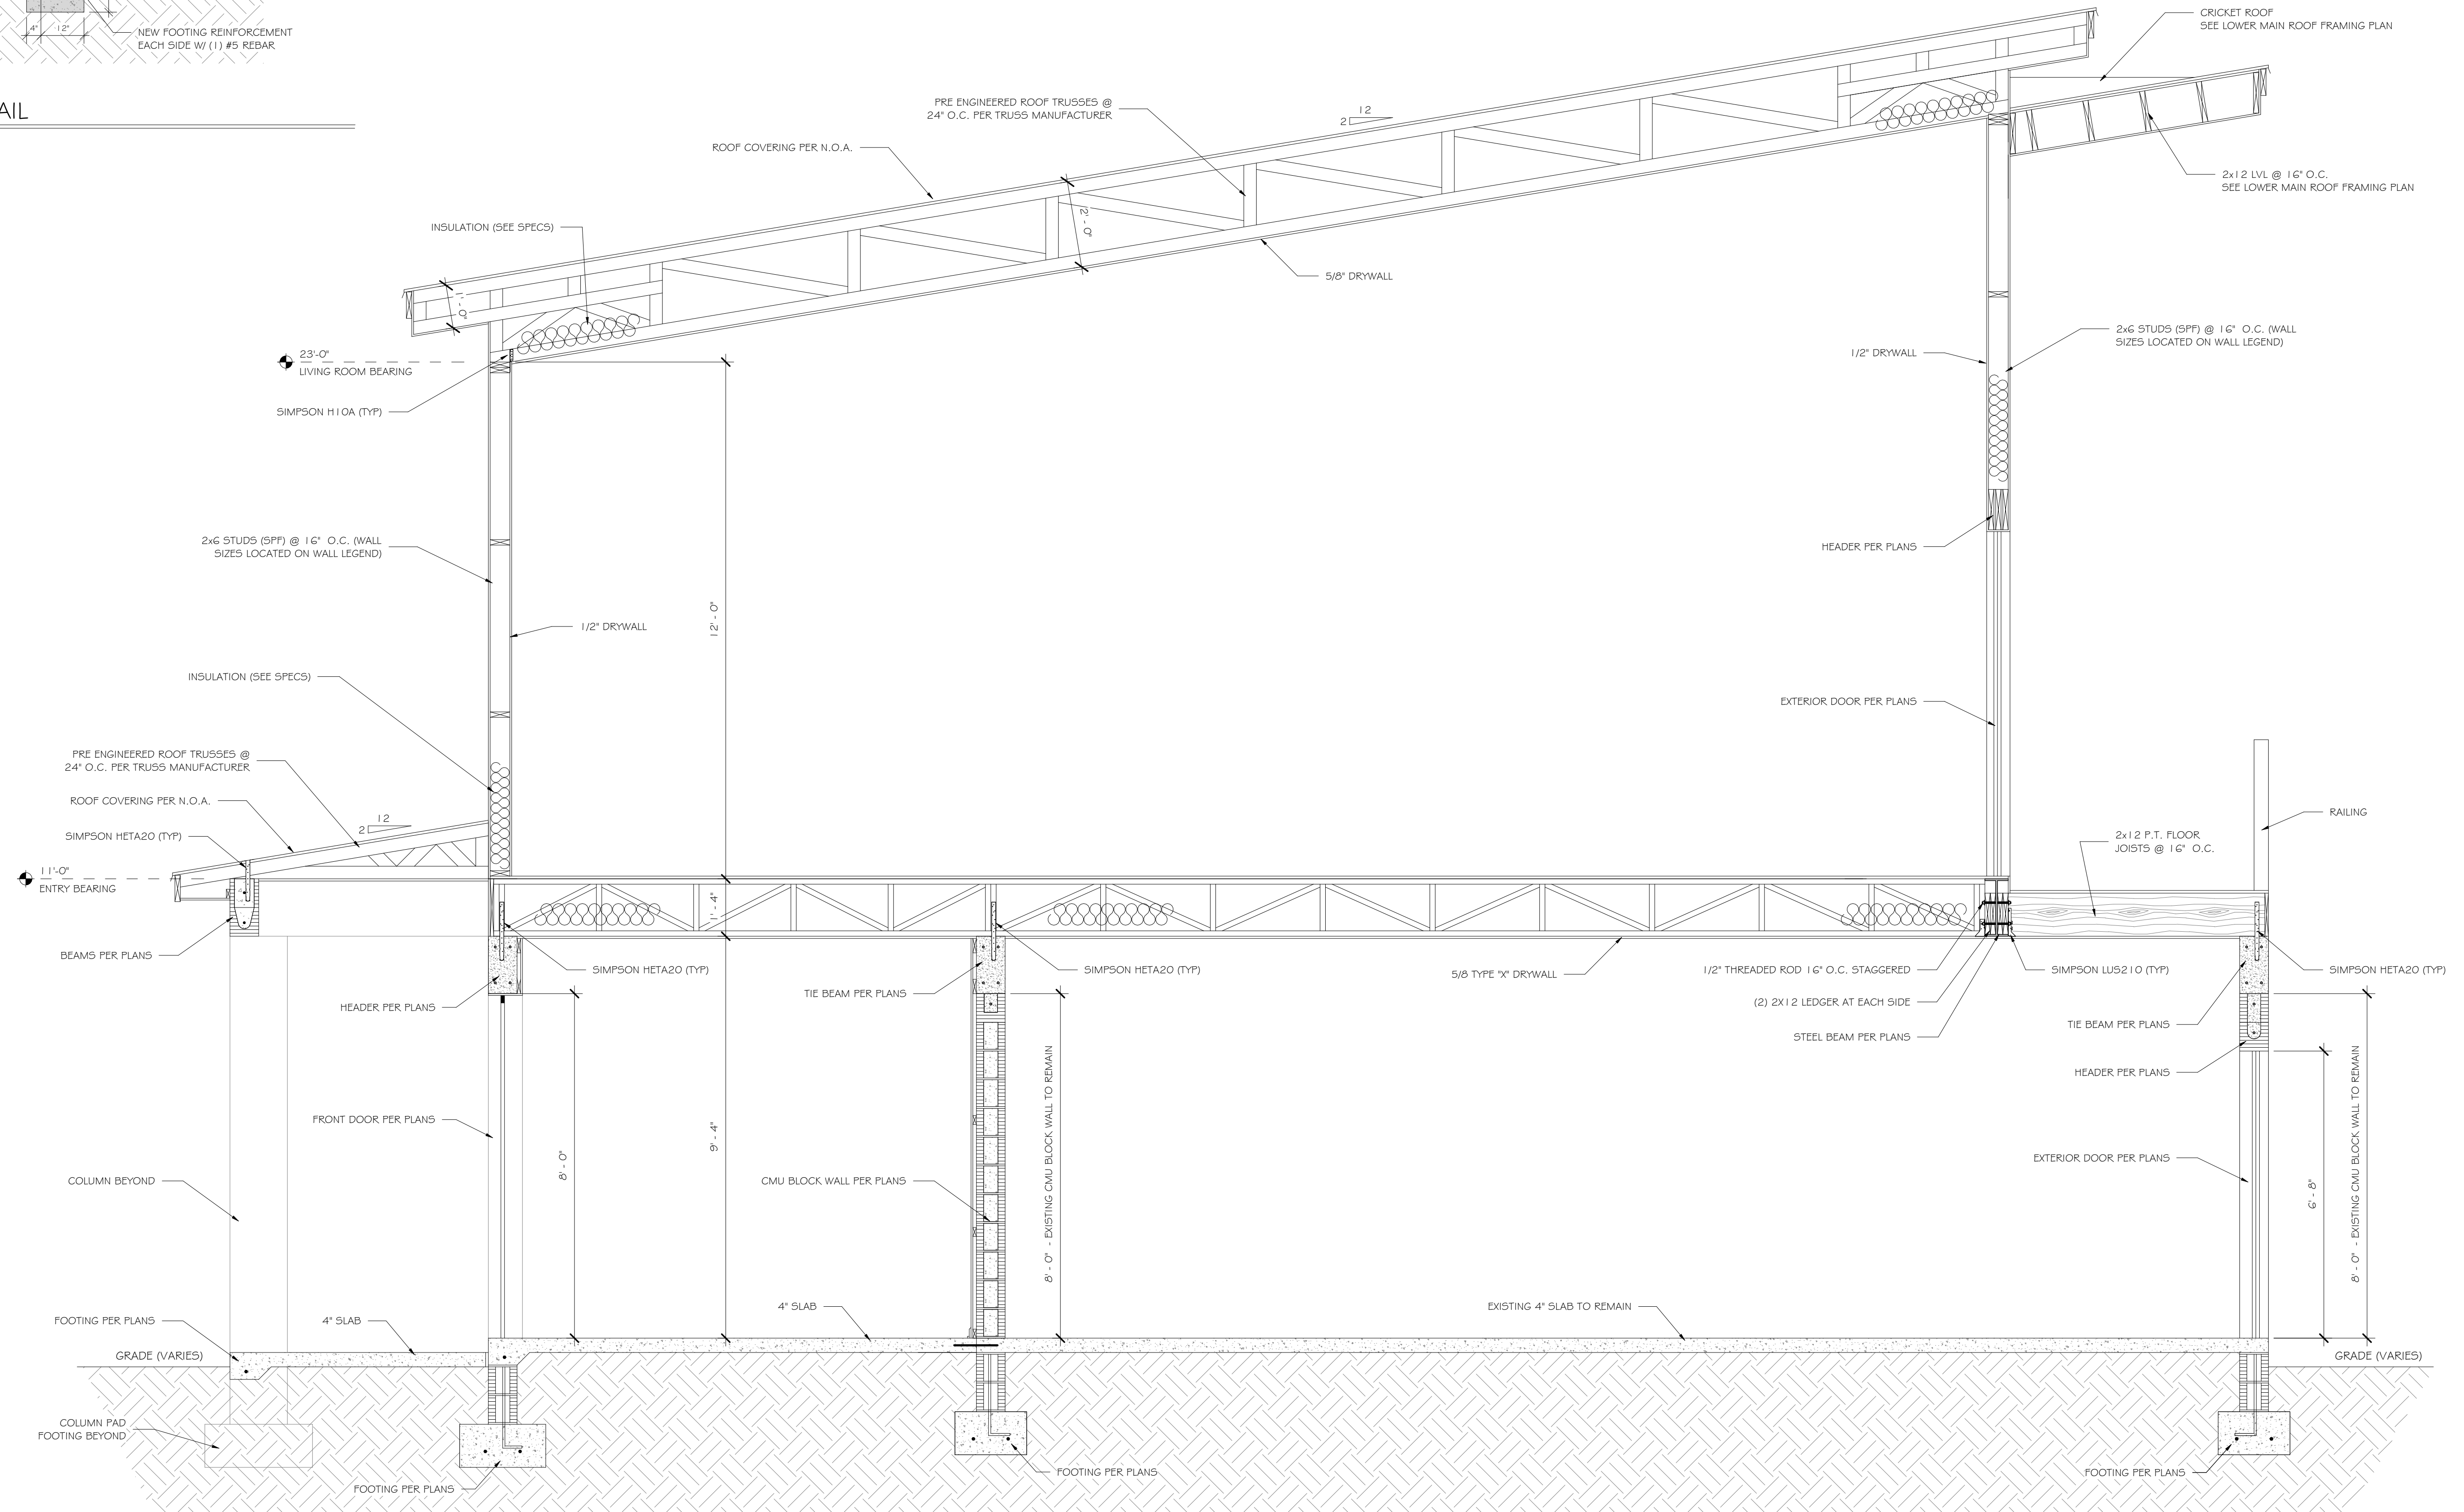 4" 12"
NEW FOOTING REINFORCEMENT
EACH SIDE W/ (1) #5 REBAR
AIL
CRICKET ROOF
SEE LOWER MAIN ROOF FRAMING PLAN
PRE ENGINEERED ROOF TRUSSES @
24" O.C. PER TRUSS MANUFACTURER
12
2
ROOF COVERING PER N.O.A.
2x12 LVL @ 16" O.C.
SEE LOWER MAIN ROOF FRAMING PLAN
INSULATION (SEE SPECS)
2' - 0"
5/8" DRYWALL
1' - 0"
23'-0"
LIVING ROOM BEARING
2x6 STUDS (SPF) @ 16" O.C. (WALL
SIZES LOCATED ON WALL LEGEND)
1/2" DRYWALL
SIMPSON H10A (TYP)
2x6 STUDS (SPF) @ 16" O.C. (WALL
SIZES LOCATED ON WALL LEGEND)
HEADER PER PLANS
12' - 0"
1/2" DRYWALL
INSULATION (SEE SPECS)
EXTERIOR DOOR PER PLANS
PRE ENGINEERED ROOF TRUSSES @
24" O.C. PER TRUSS MANUFACTURER
ROOF COVERING PER N.O.A.
12
2
SIMPSON HETA20 (TYP)
RAILING
2x12 P.T. FLOOR
JOISTS @ 16" O.C.
11'-0"
ENTRY BEARING
1' - 4"
BEAMS PER PLANS
SIMPSON HETA20 (TYP)
SIMPSON HETA20 (TYP)
5/8 TYPE "X" DRYWALL
1/2" THREADED ROD 16" O.C. STAGGERED
SIMPSON LUS210 (TYP)
SIMPSON HETA20 (TYP)
HEADER PER PLANS
TIE BEAM PER PLANS
(2) 2X12 LEDGER AT EACH SIDE
TIE BEAM PER PLANS
STEEL BEAM PER PLANS
HEADER PER PLANS
FRONT DOOR PER PLANS
8' - 0"
9' - 4"
8' - 0" - EXISTING CMU BLOCK WALL TO REMAIN
EXTERIOR DOOR PER PLANS
6' - 8"
8' - 0" - EXISTING CMU BLOCK WALL TO REMAIN
COLUMN BEYOND
CMU BLOCK WALL PER PLANS
FOOTING PER PLANS
4" SLAB
4" SLAB
EXISTING 4" SLAB TO REMAIN
GRADE (VARIES)
GRADE (VARIES)
COLUMN PAD
FOOTING BEYOND
FOOTING PER PLANS
FOOTING PER PLANS
FOOTING PER PLANS